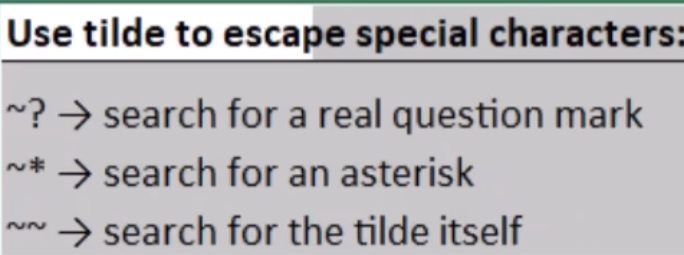 Use tilde to escape special characters:
~? → search for a real question mark
~* → search for an asterisk
~~ → search for the tilde itself